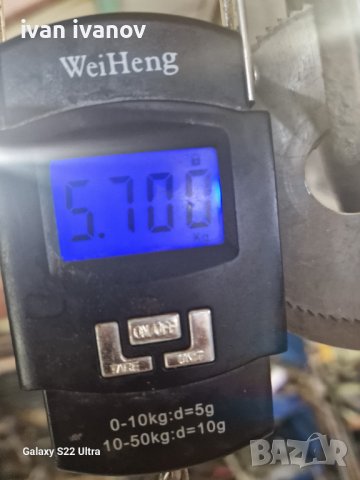 ivan ivanov
WeiHeng
5.700
Kg
ON/OFF
TARE UNIT
0-10kg:d=5g
10-50kg:d=10g
Galaxy S22 Ultra
BAZAR.BG